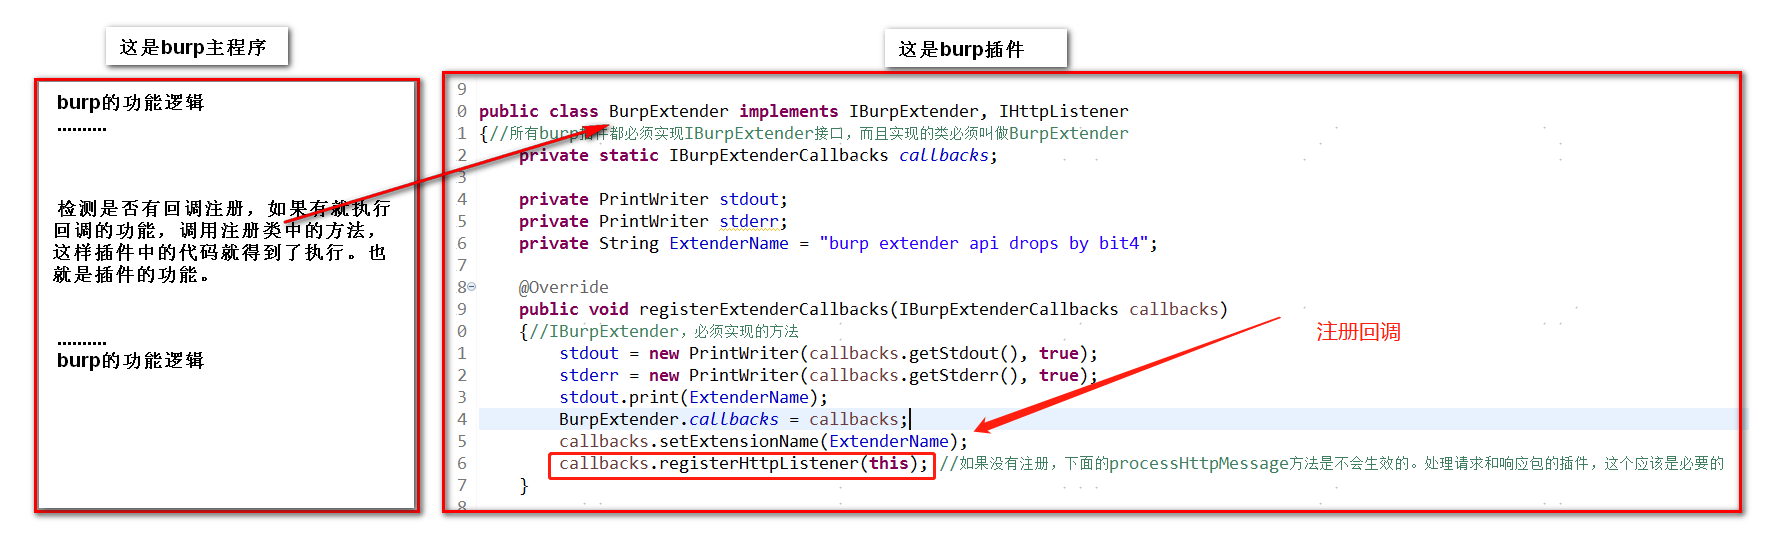 这是burp主程序
这是burp插件
burp的功能逻辑
..........
检测是否有回调注册，如果有就执行
回调的功能，调用注册类中的方法，
这样插件中的代码就得到了执行。也
就是插件的功能。
..........
burp的功能逻辑
9
0 public class BurpExtender implements IBurpExtender, IHttpListener
1 {//所有burp插件都必须实现IBurpExtender接口，而且实现的类必须叫做BurpExtender
2 private static IBurpExtenderCallbacks callbacks;
3
4 private PrintWriter stdout;
5 private PrintWriter stderr;
6 private String ExtenderName = "burp extender api drops by bit4";
7
8 @Override
9 public void registerExtenderCallbacks(IBurpExtenderCallbacks callbacks)
0 {//IBurpExtender，必须实现的方法
1 stdout = new PrintWriter(callbacks.getStdout(), true);
2 stderr = new PrintWriter(callbacks.getStderr(), true);
3 stdout.print(ExtenderName);
4 BurpExtender.callbacks = callbacks;
5 callbacks.setExtensionName(ExtenderName);
6 callbacks.registerHttpListener(this); //如果没有注册，下面的processHttpMessage方法是不会生效的。处理请求和响应包的插件，这个应该是必要的
7 }
8
注册回调